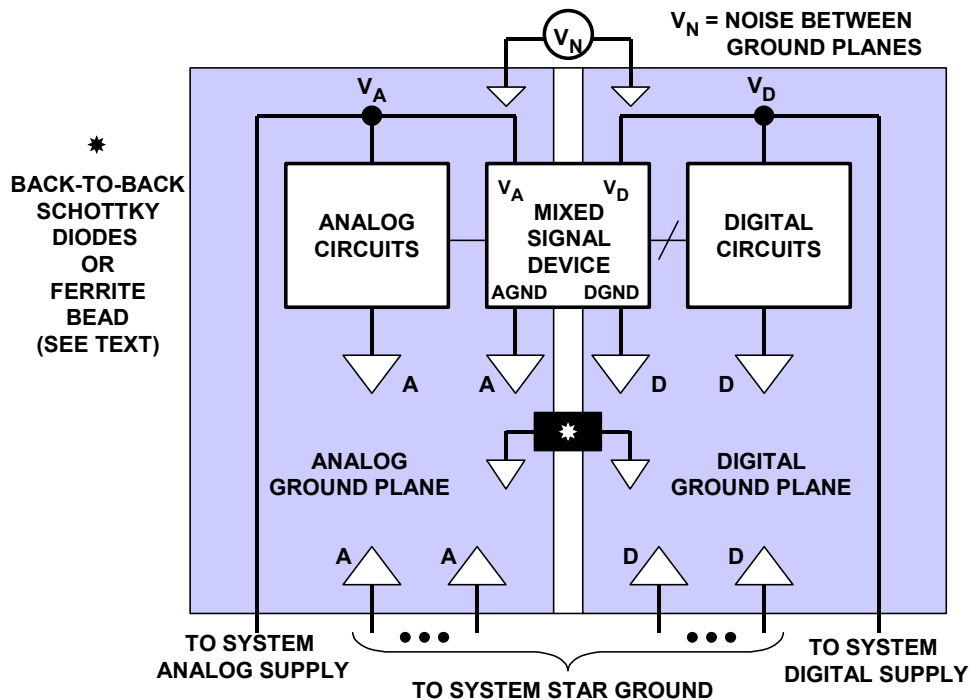 V_N = NOISE BETWEEN
GROUND PLANES
V_N
V_A
V_D
*
BACK-TO-BACK
SCHOTTKY
DIODES
OR
FERRITE
BEAD
(SEE TEXT)
ANALOG
CIRCUITS
V_A V_D
MIXED
SIGNAL
DEVICE
AGND DGND
DIGITAL
CIRCUITS
A A D D
*
ANALOG
GROUND PLANE
DIGITAL
GROUND PLANE
A A D D
TO SYSTEM
ANALOG SUPPLY
TO SYSTEM STAR GROUND
TO SYSTEM
DIGITAL SUPPLY